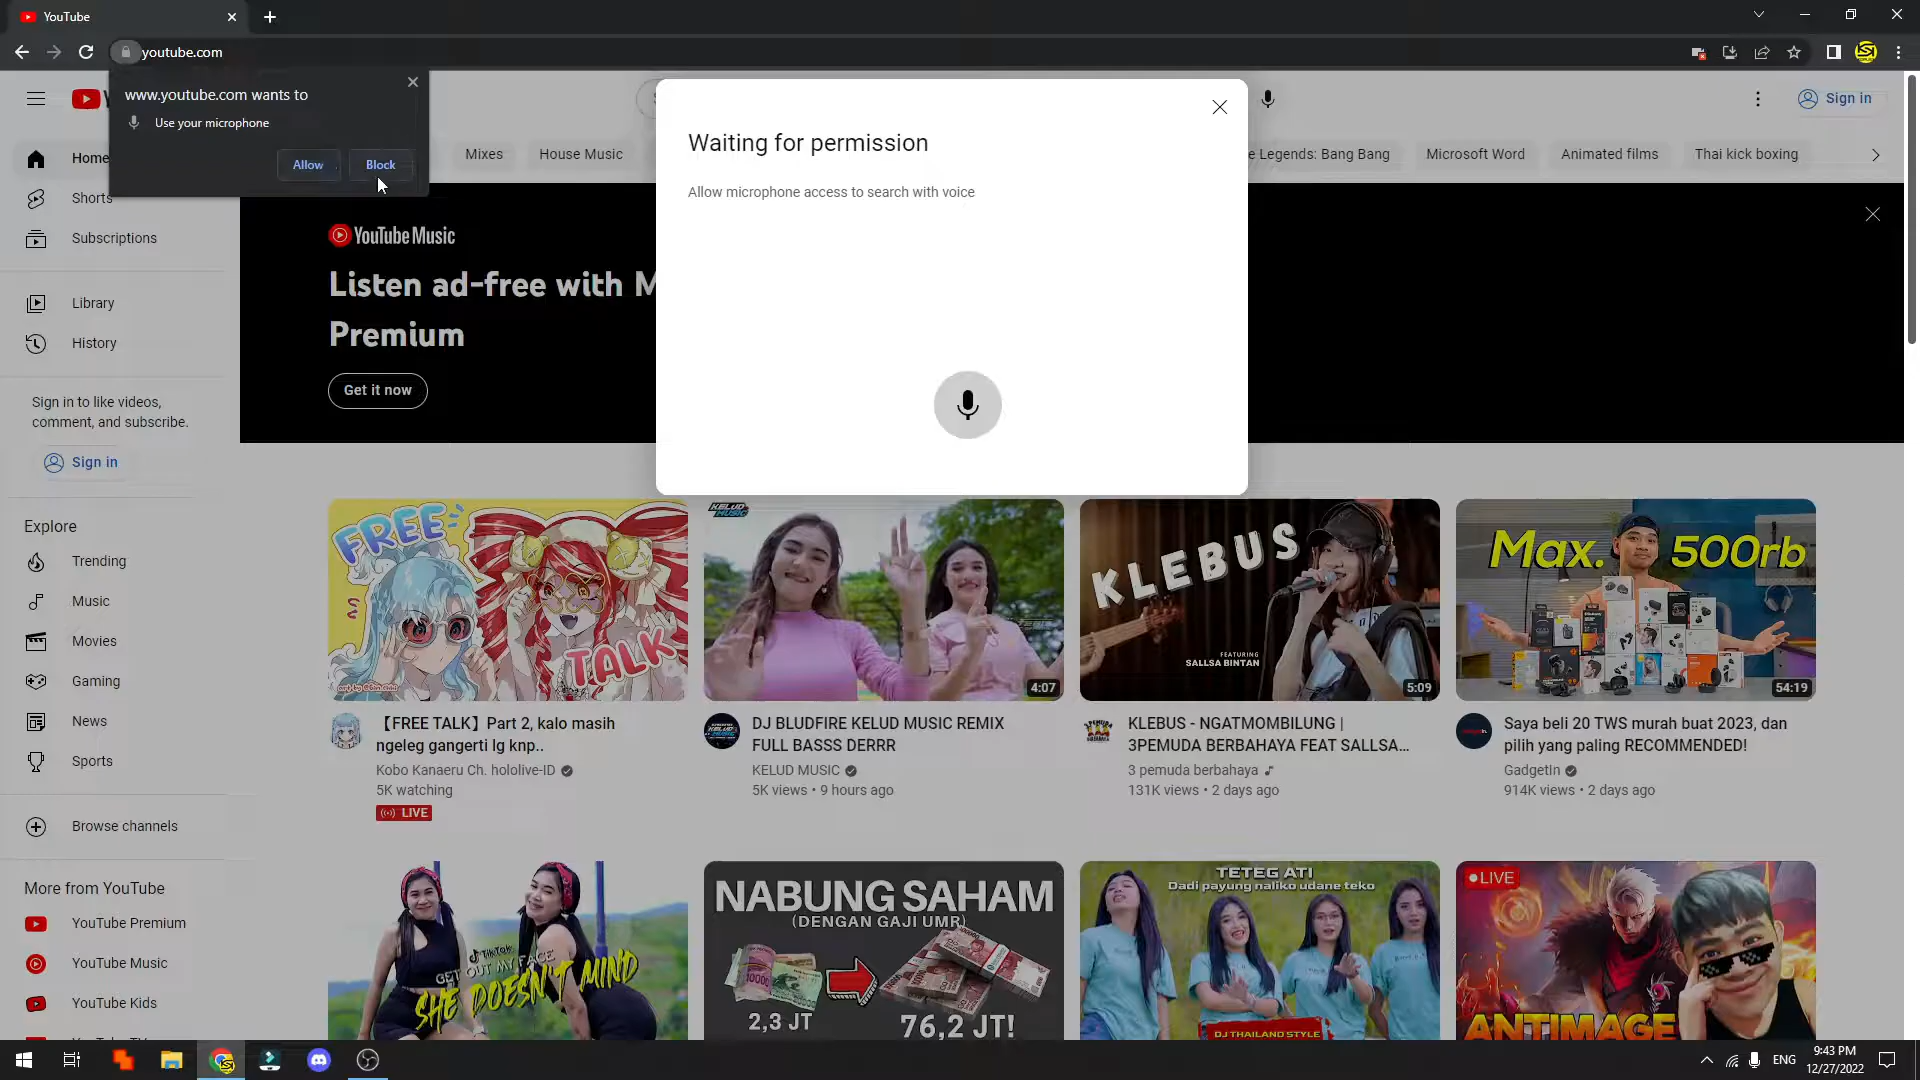 YouTube
youtube.com
www.youtube.com wants to
Use your microphone
Allow
Block
Waiting for permission
Allow microphone access to search with voice
Sign in
Mixes
House Music
e Legends: Bang Bang
Microsoft Word
Animated films
Thai kick boxing
Home
Shorts
Subscriptions
Library
History
Sign in to like videos,
comment, and subscribe.
Sign in
Explore
Trending
Music
Movies
Gaming
News
Sports
Browse channels
More from YouTube
YouTube Premium
YouTube Music
YouTube Kids
YouTube Music
Listen ad-free with M
Premium
Get it now
FREE
TALK
【FREE TALK】Part 2, kalo masih
ngeleg gangerti lg knp..
Kobo Kanaeru Ch. hololive-ID
5K watching
LIVE
KELUD
MUSIC
4:07
DJ BLUDFIRE KELUD MUSIC REMIX
FULL BASSS DERRR
KELUD MUSIC
5K views • 9 hours ago
KLEBUS
FEATURING
SALLSA BINTAN
5:09
KLEBUS - NGATMOMBILUNG |
3PEMUDA BERBAHAYA FEAT SALLSA...
3 pemuda berbahaya
131K views • 2 days ago
Max. 500rb
54:19
Saya beli 20 TWS murah buat 2023, dan
pilih yang paling RECOMMENDED!
GadgetIn
914K views • 2 days ago
TikTok
GET OUT MY FACE
SHE DOESN'T MIND
NABUNG SAHAM
(DENGAN GAJI UMR)
2,3 JT
76,2 JT!
TETEG ATI
Dadi payung naliko udane teko
DJ THAILAND STYLE
LIVE
ANTIMAGE
ENG
9:43 PM
12/27/2022